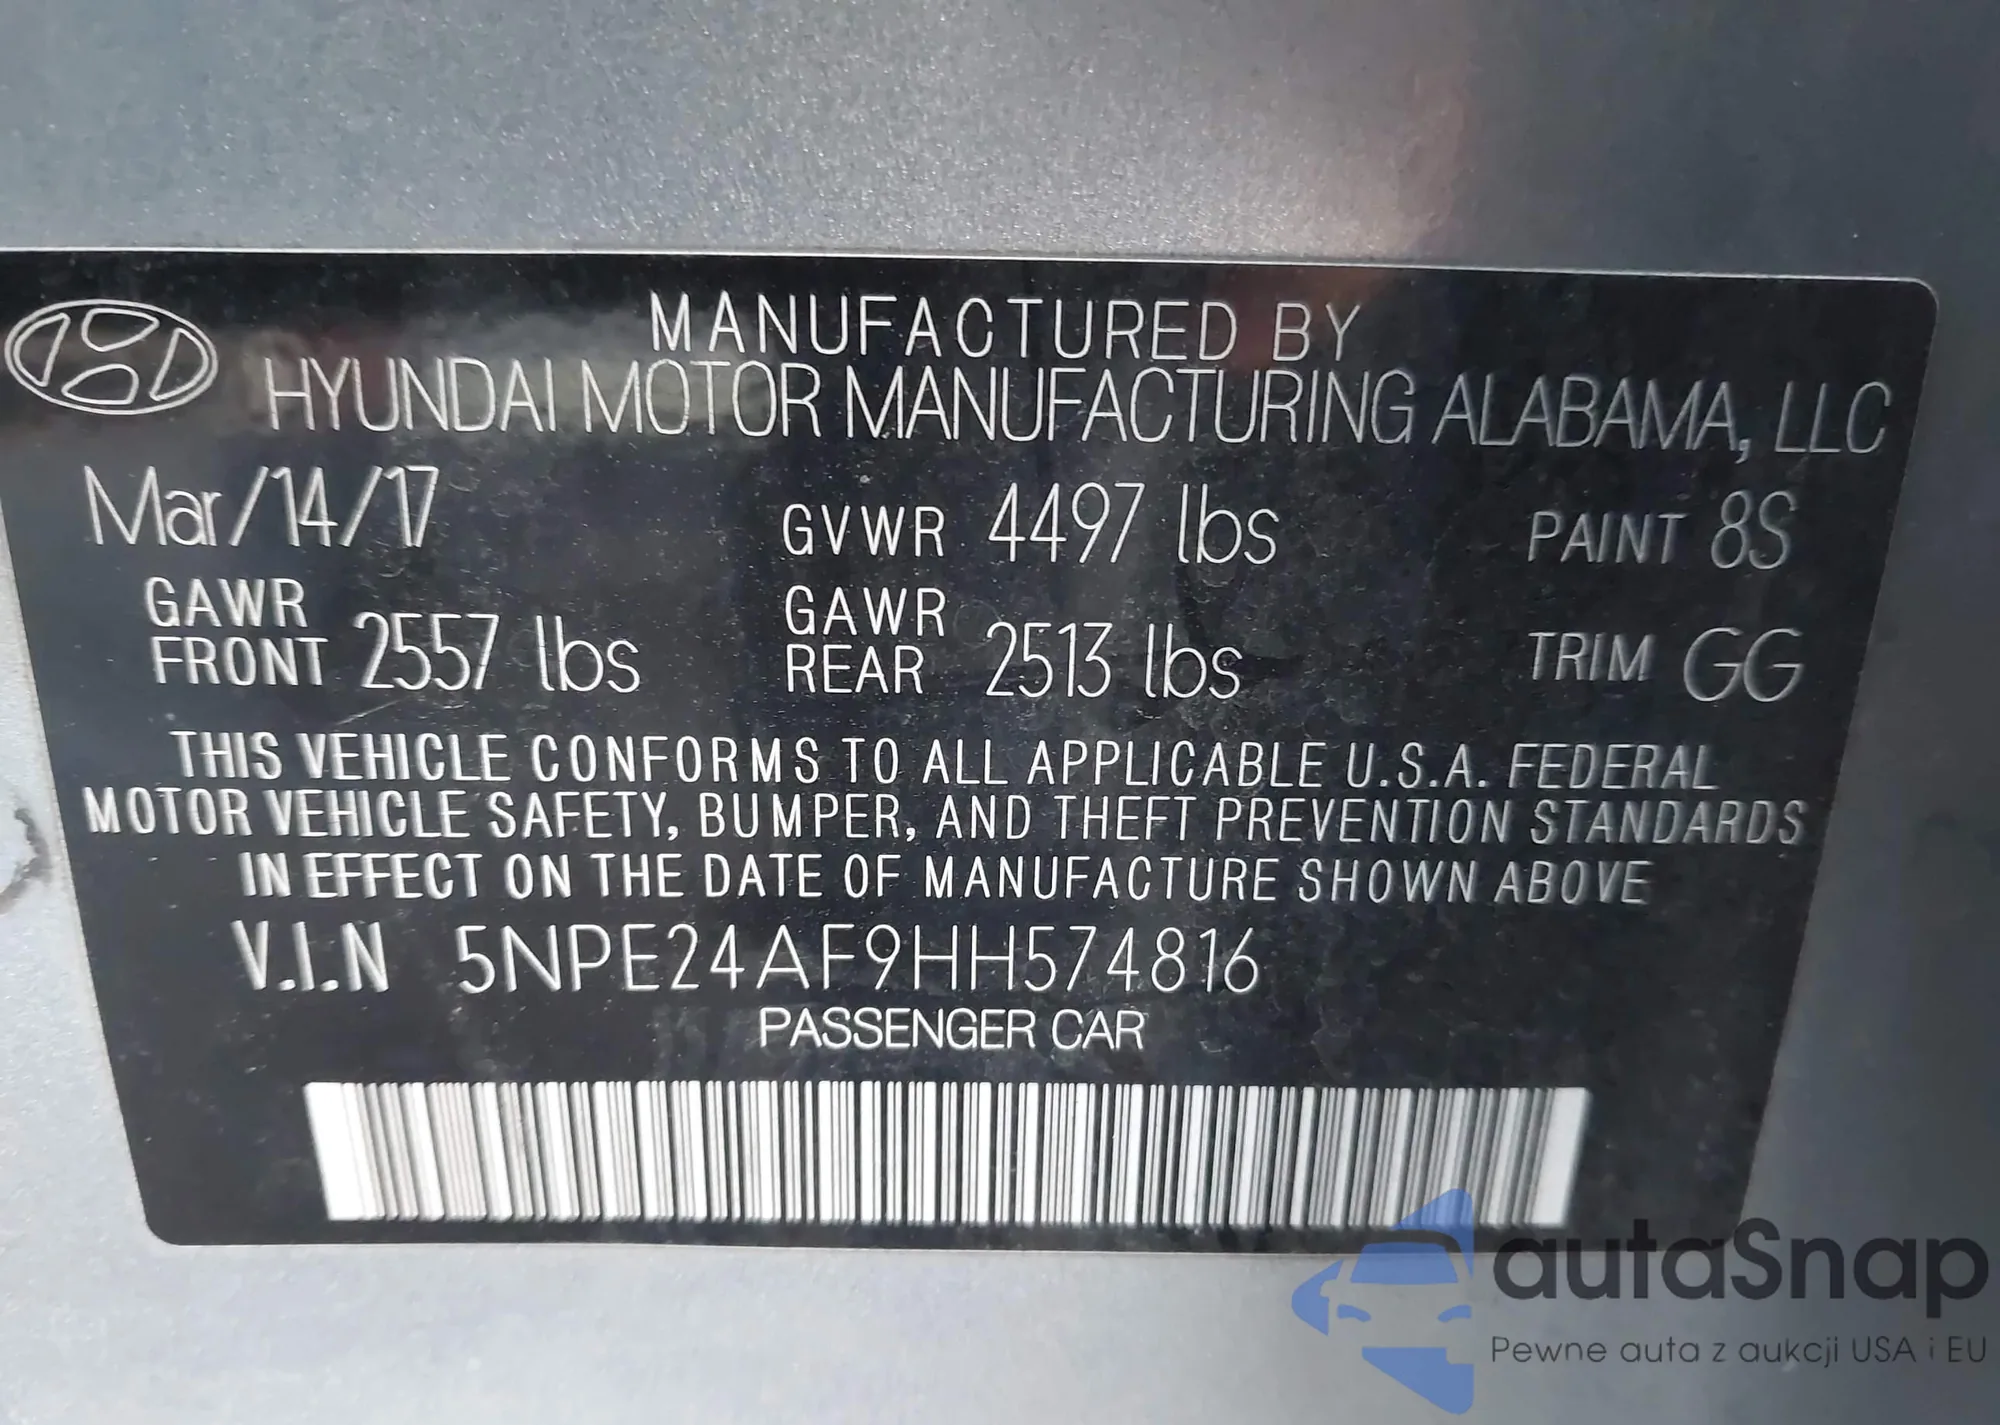 MANUFACTURED BY
HYUNDAI MOTOR MANUFACTURING ALABAMA, LLC
Mar/14/17 GVWR 4497 lbs PAINT 8S
GAWR FRONT 2557 lbs GAWR REAR 2513 lbs TRIM GG
THIS VEHICLE CONFORMS TO ALL APPLICABLE U.S.A. FEDERAL
MOTOR VEHICLE SAFETY, BUMPER, AND THEFT PREVENTION STANDARDS
IN EFFECT ON THE DATE OF MANUFACTURE SHOWN ABOVE
V.I.N 5NPE24AF9HH574816
PASSENGER CAR
autaSnap
Pewne auta z aukcji USA i EU